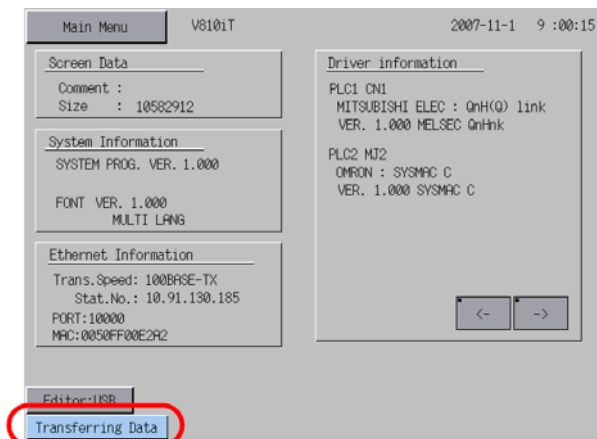 Main Menu V810iT 2007-11-1 9:00:15
Screen Data
Comment :
Size : 10582912
System Information
SYSTEM PROG. VER. 1.000
FONT VER. 1.000
MULTI LANG
Ethernet Information
Trans.Speed: 100BASE-TX
Stat.No.: 10.91.130.185
PORT:10000
MAC:0050FF00E2A2
Driver information
PLC1 CN1
MITSUBISHI ELEC : QnH(Q) link
VER. 1.000 MELSEC QnHnk
PLC2 MJ2
OMRON : SYSMAC C
VER. 1.000 SYSMAC C
<- ->
Editor:USB
Transferring Data